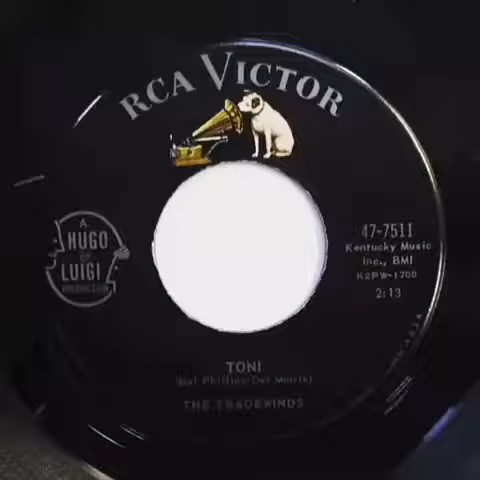 RCA VICTOR
A
HUGO
&
LUIGI
PRODUCTION
47-7511
Kentucky Music
Inc., BMI
K2PW-1700
2:13
TONI
THE TRADEWINDS